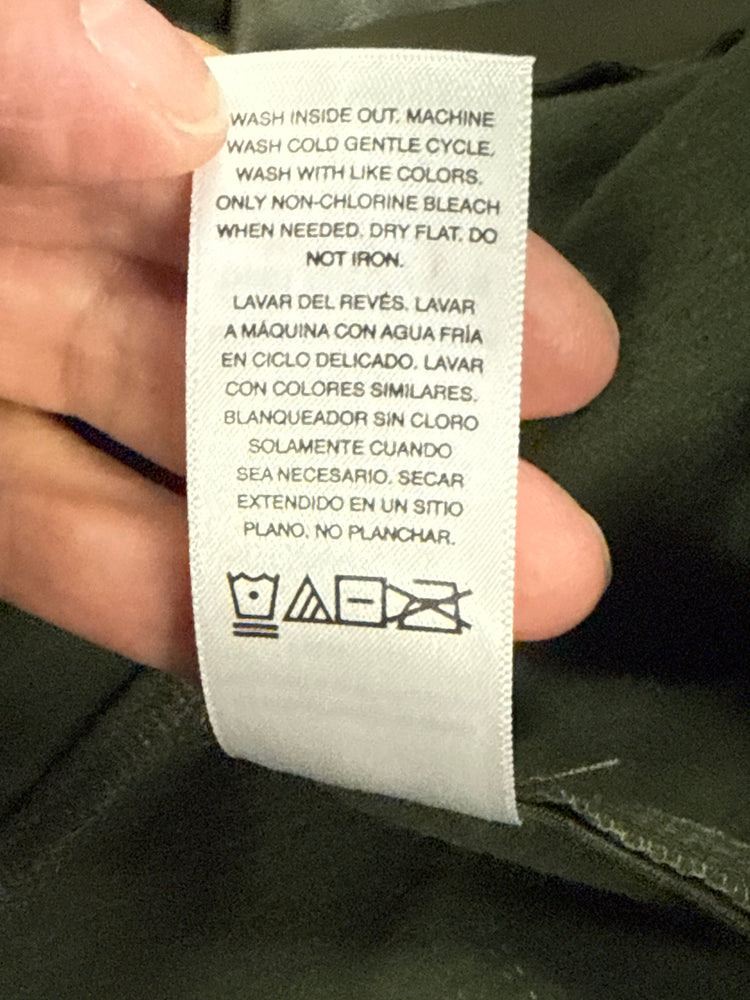 WASH INSIDE OUT. MACHINE
WASH COLD GENTLE CYCLE.
WASH WITH LIKE COLORS.
ONLY NON-CHLORINE BLEACH
WHEN NEEDED. DRY FLAT. DO
NOT IRON.
LAVAR DEL REVÉS. LAVAR
A MÁQUINA CON AGUA FRÍA
EN CICLO DELICADO. LAVAR
CON COLORES SIMILARES.
BLANQUEADOR SIN CLORO
SOLAMENTE CUANDO
SEA NECESARIO. SECAR
EXTENDIDO EN UN SITIO
PLANO. NO PLANCHAR.